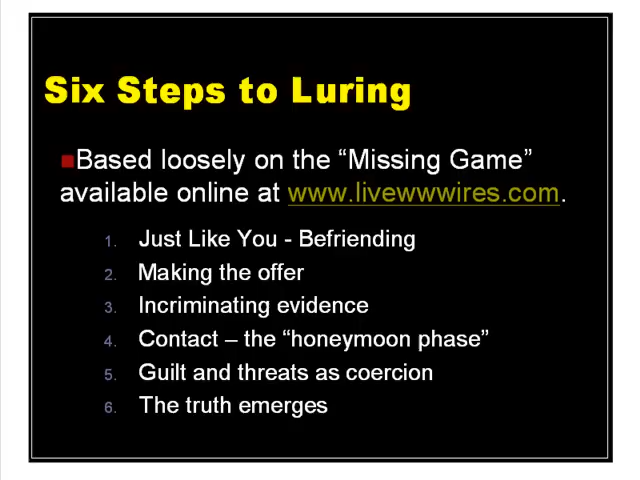 Six Steps to Luring
Based loosely on the “Missing Game”
available online at www.livewwwires.com.
1. Just Like You - Befriending
2. Making the offer
3. Incriminating evidence
4. Contact – the “honeymoon phase”
5. Guilt and threats as coercion
6. The truth emerges